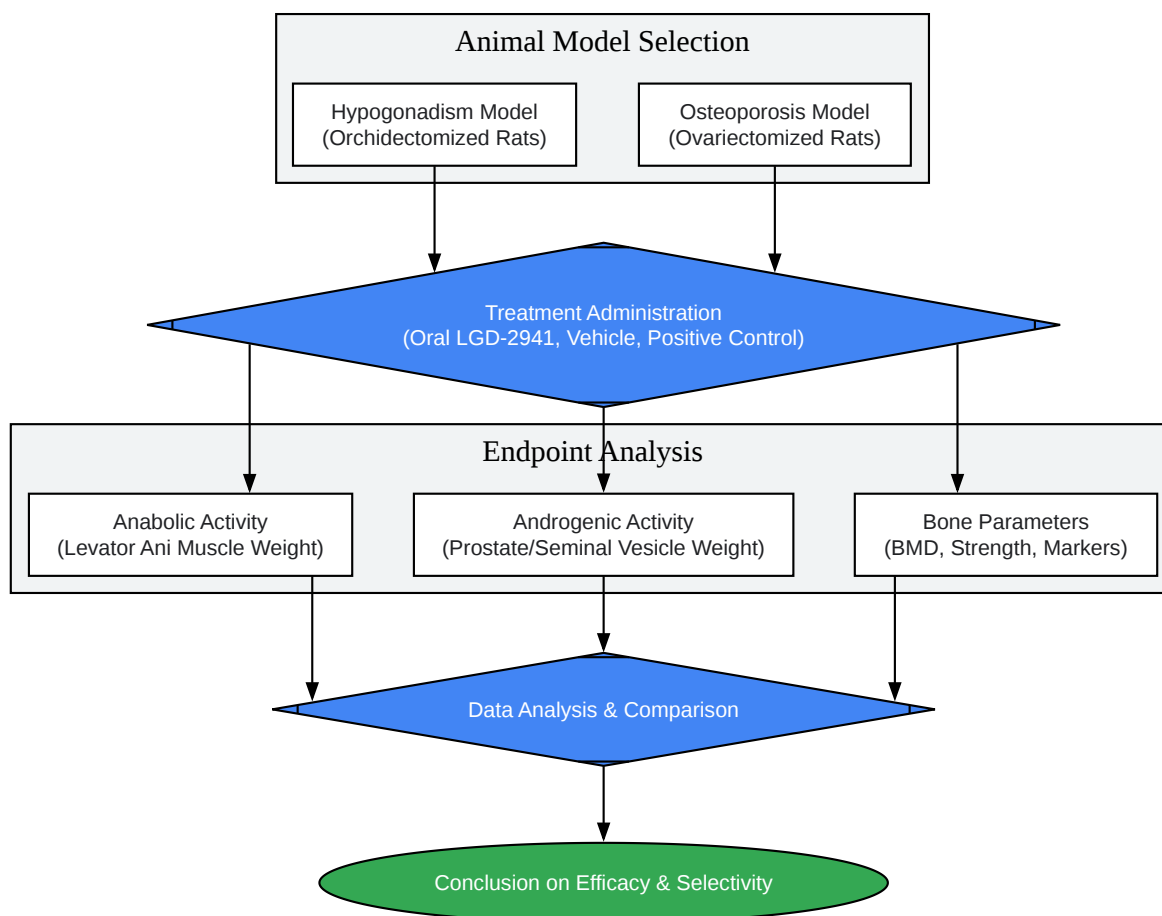 Animal Model Selection
Hypogonadism Model
(Orchidectomized Rats)
Osteoporosis Model
(Ovariectomized Rats)
Treatment Administration
(Oral LGD-2941, Vehicle, Positive Control)
Endpoint Analysis
Anabolic Activity
(Levator Ani Muscle Weight)
Androgenic Activity
(Prostate/Seminal Vesicle Weight)
Bone Parameters
(BMD, Strength, Markers)
Data Analysis & Comparison
Conclusion on Efficacy & Selectivity